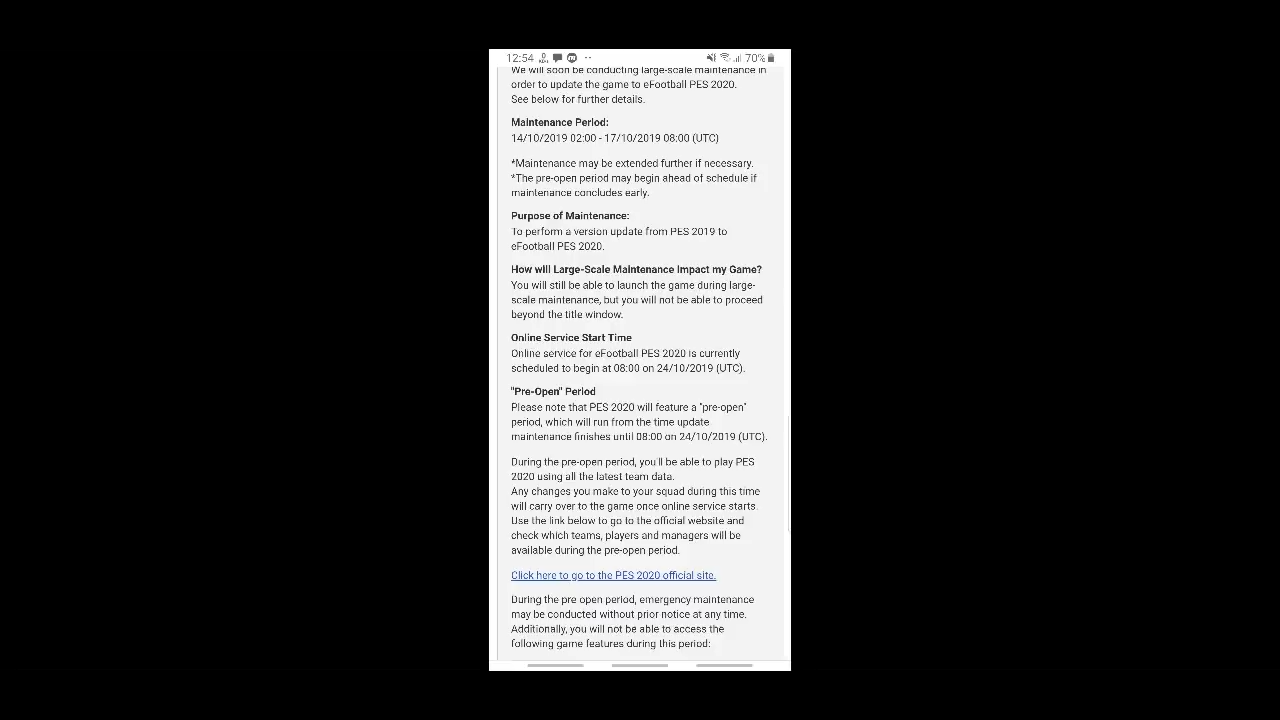 12:54
70%
We will soon be conducting large-scale maintenance in
order to update the game to eFootball PES 2020.
See below for further details.
Maintenance Period:
14/10/2019 02:00 - 17/10/2019 08:00 (UTC)
*Maintenance may be extended further if necessary.
*The pre-open period may begin ahead of schedule if
maintenance concludes early.
Purpose of Maintenance:
To perform a version update from PES 2019 to
eFootball PES 2020.
How will Large-Scale Maintenance Impact my Game?
You will still be able to launch the game during large-
scale maintenance, but you will not be able to proceed
beyond the title window.
Online Service Start Time
Online service for eFootball PES 2020 is currently
scheduled to begin at 08:00 on 24/10/2019 (UTC).
"Pre-Open" Period
Please note that PES 2020 will feature a "pre-open"
period, which will run from the time update
maintenance finishes until 08:00 on 24/10/2019 (UTC).
During the pre-open period, you'll be able to play PES
2020 using all the latest team data.
Any changes you make to your squad during this time
will carry over to the game once online service starts.
Use the link below to go to the official website and
check which teams, players and managers will be
available during the pre-open period.
Click here to go to the PES 2020 official site.
During the pre open period, emergency maintenance
may be conducted without prior notice at any time.
Additionally, you will not be able to access the
following game features during this period: